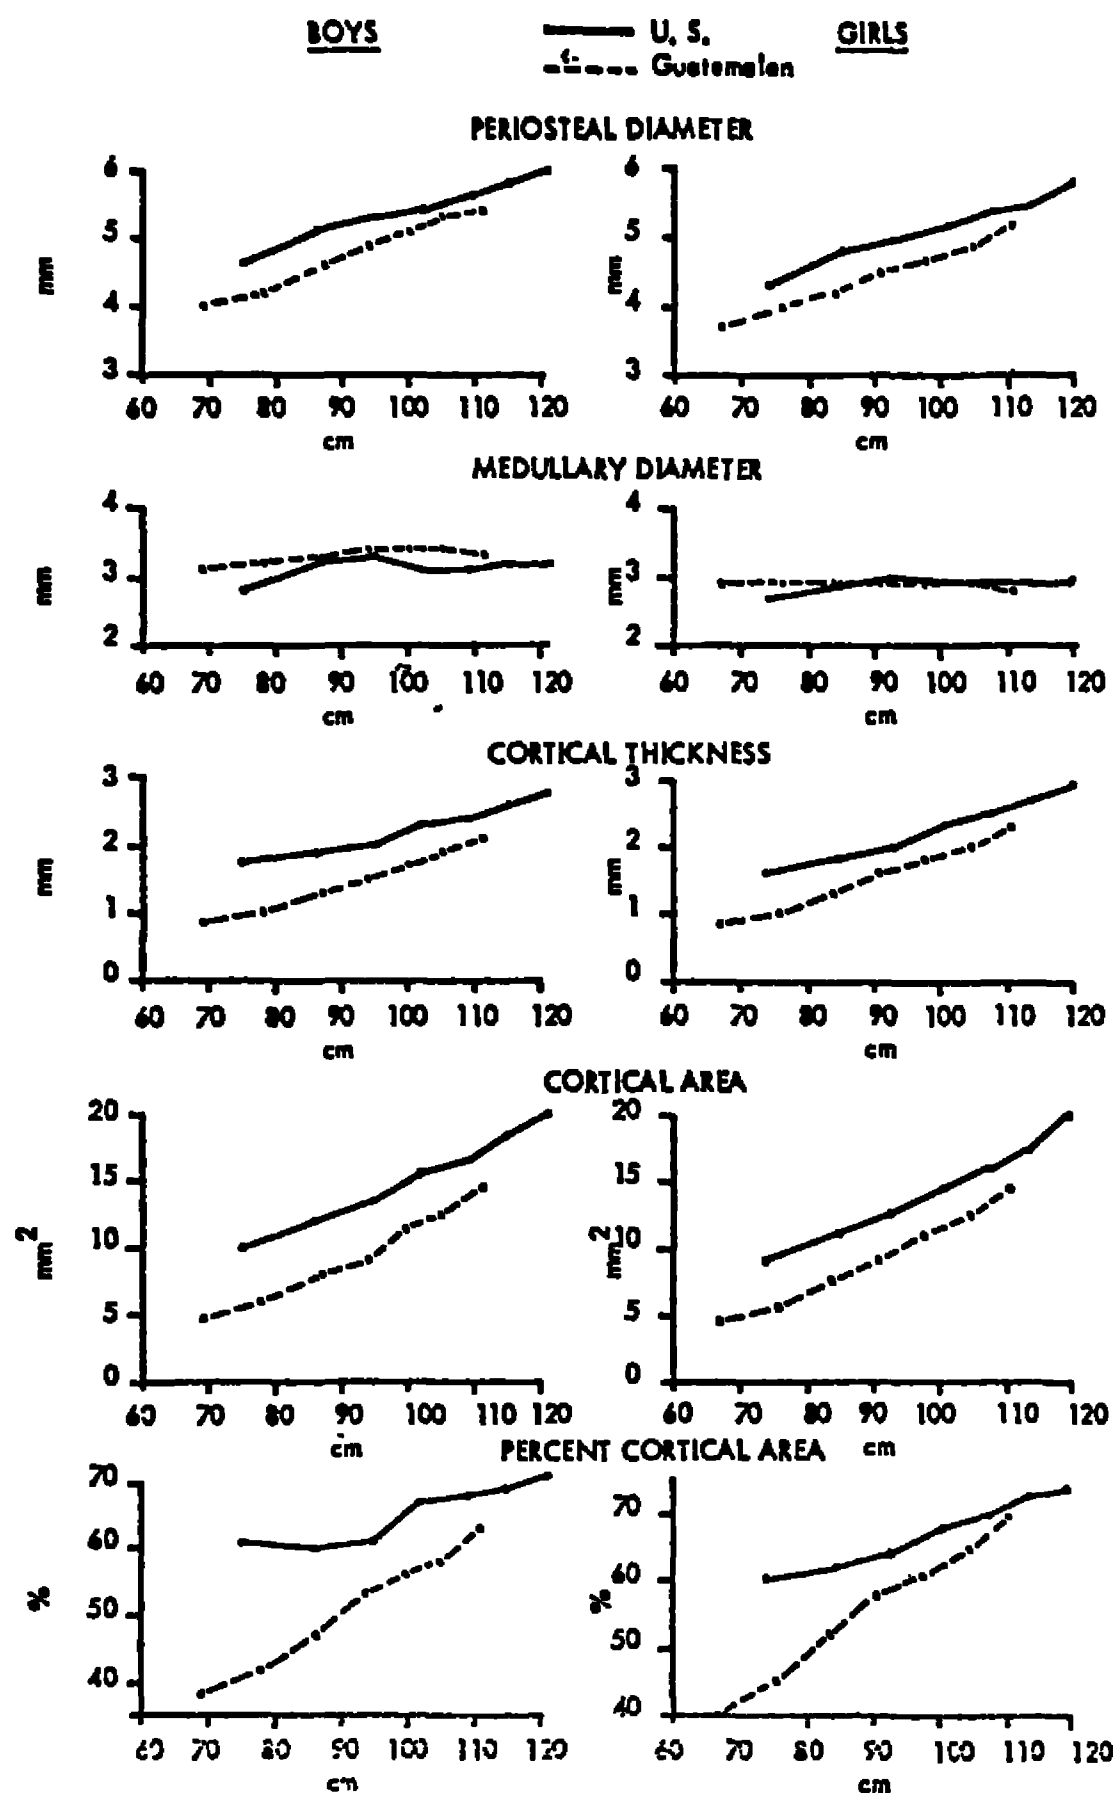 BOYS U. S. GIRLS
Guatemalan
PERIOSTEAL DIAMETER
6 6
5 5
mm mm
4 4
3 3
60 70 80 90 100 110 120 60 70 80 90 100 110 120
cm cm
MEDULLARY DIAMETER
4 4
mm 3 mm 3
2 2
60 70 80 90 100 110 120 60 70 80 90 100 110 120
cm cm
CORTICAL THICKNESS
3 3
2 2
mm mm
1 1
0 0
60 70 80 90 100 110 120 60 70 80 90 100 110 120
cm cm
CORTICAL AREA
20 20
15 15
mm² 10 mm² 10
5 5
0 0
60 70 80 90 100 110 120 60 70 80 90 100 110 120
cm cm
PERCENT CORTICAL AREA
70 70
60 60
% %
50 50
40 40
60 70 80 90 100 110 120 60 70 80 90 100 110 120
cm cm